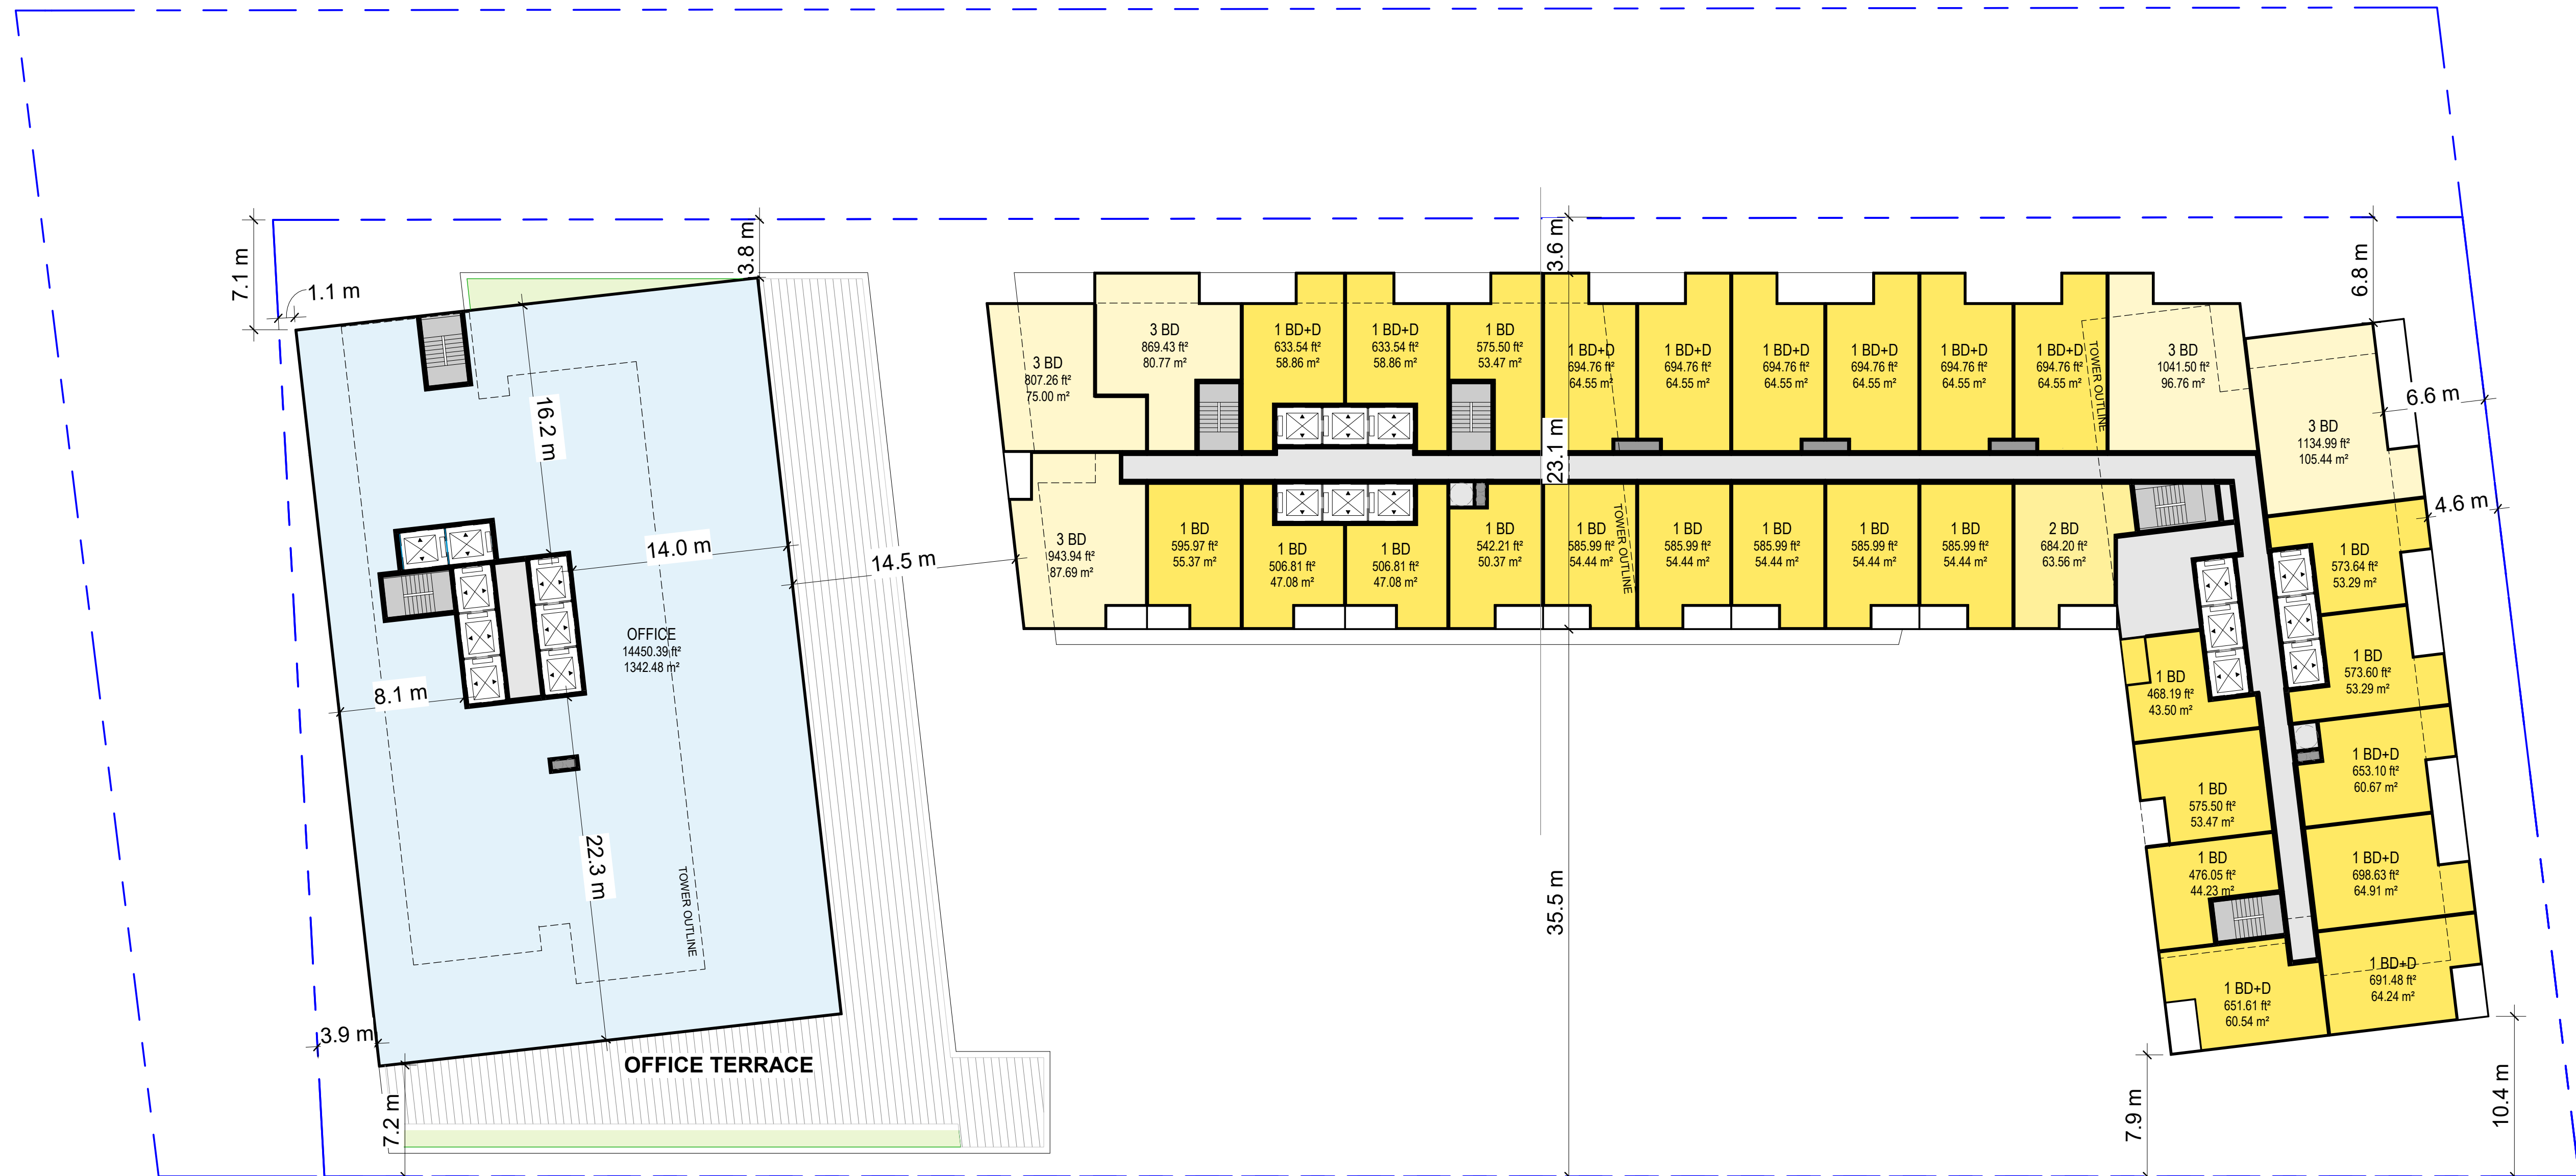 7.1 m
1.1 m
3.8 m
16.2 m
14.0 m
8.1 m
22.3 m
3.9 m
7.2 m
OFFICE
14450.39 ft²
1342.48 m²
TOWER OUTLINE
OFFICE TERRACE
14.5 m
3 BD
807.26 ft²
75.00 m²
3 BD
869.43 ft²
80.77 m²
1 BD+D
633.54 ft²
58.86 m²
1 BD+D
633.54 ft²
58.86 m²
1 BD
575.50 ft²
53.47 m²
3.6 m
1 BD+D
694.76 ft²
64.55 m²
1 BD+D
694.76 ft²
64.55 m²
1 BD+D
694.76 ft²
64.55 m²
1 BD+D
694.76 ft²
64.55 m²
1 BD+D
694.76 ft²
64.55 m²
1 BD+D
694.76 ft²
64.55 m²
TOWER OUTLINE
3 BD
1041.50 ft²
96.76 m²
6.8 m
3 BD
1134.99 ft²
105.44 m²
6.6 m
4.6 m
23.1 m
3 BD
943.94 ft²
87.69 m²
1 BD
595.97 ft²
55.37 m²
1 BD
506.81 ft²
47.08 m²
1 BD
506.81 ft²
47.08 m²
1 BD
542.21 ft²
50.37 m²
1 BD
585.99 ft²
54.44 m²
TOWER OUTLINE
1 BD
585.99 ft²
54.44 m²
1 BD
585.99 ft²
54.44 m²
1 BD
585.99 ft²
54.44 m²
1 BD
585.99 ft²
54.44 m²
2 BD
684.20 ft²
63.56 m²
1 BD
573.64 ft²
53.29 m²
1 BD
573.60 ft²
53.29 m²
1 BD
468.19 ft²
43.50 m²
1 BD+D
653.10 ft²
60.67 m²
1 BD
575.50 ft²
53.47 m²
1 BD+D
698.63 ft²
64.91 m²
1 BD
476.05 ft²
44.23 m²
1 BD+D
691.48 ft²
64.24 m²
1 BD+D
651.61 ft²
60.54 m²
35.5 m
7.9 m
10.4 m